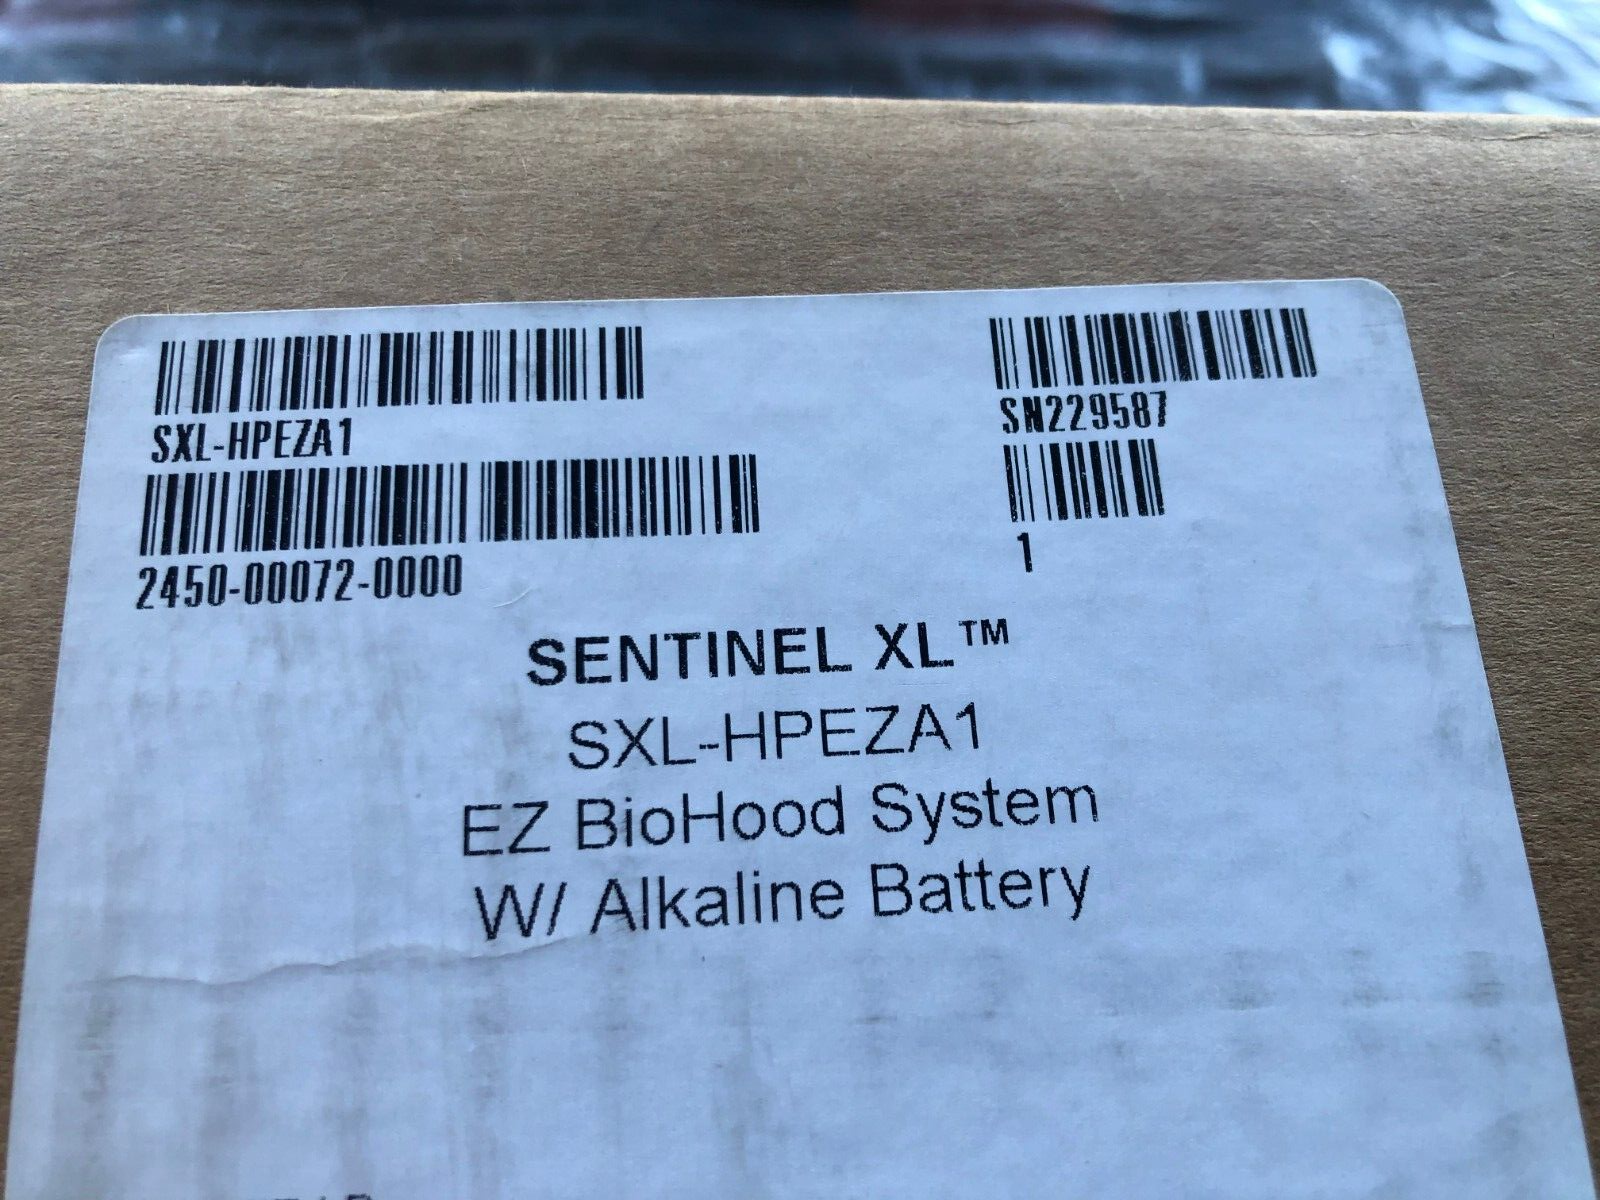 SXL-HPEZA1
SN229587
2450-00072-0000
1
SENTINEL XL™
SXL-HPEZA1
EZ BioHood System
W/ Alkaline Battery